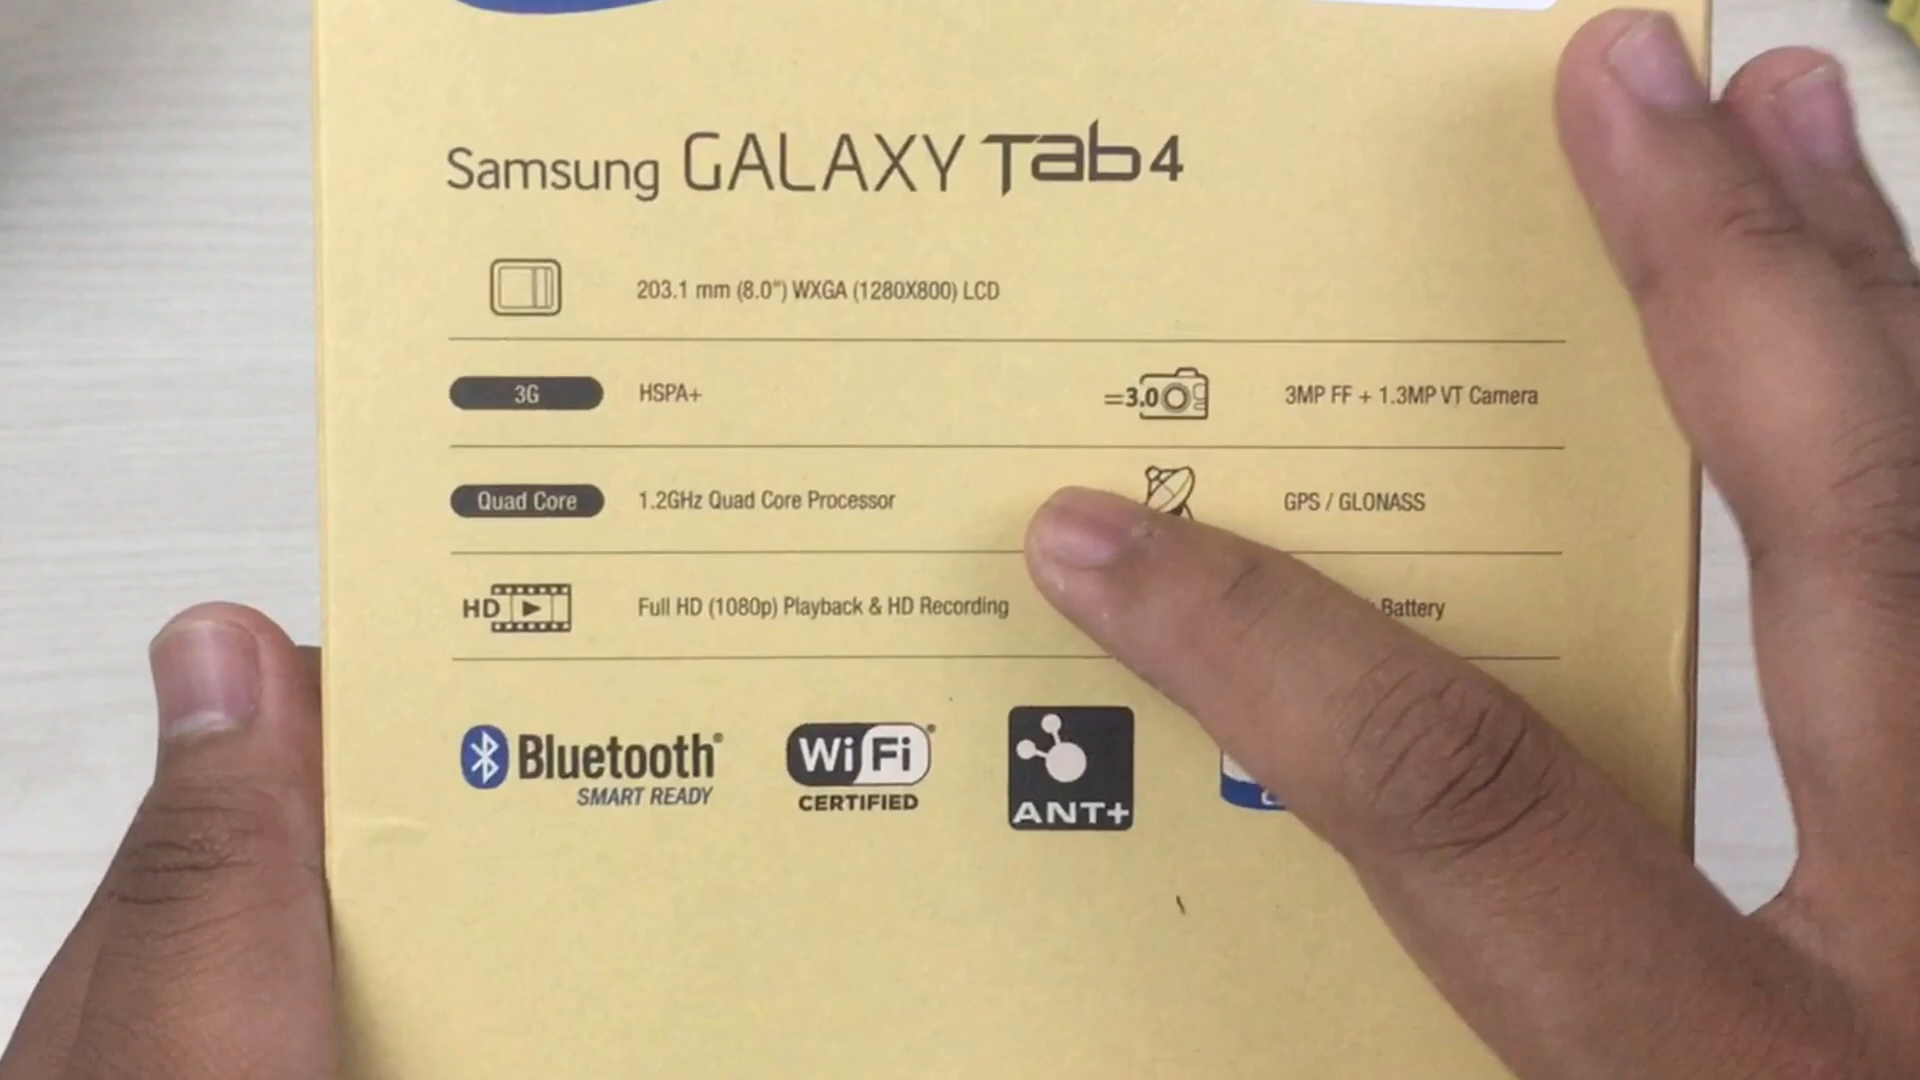 Samsung GALAXY Tab4
203.1 mm (8.0") WXGA (1280X800) LCD
3G HSPA+
=3.0 3MP FF + 1.3MP VT Camera
Quad Core 1.2GHz Quad Core Processor
GPS / GLONASS
HD Full HD (1080p) Playback & HD Recording
Battery
Bluetooth®
SMART READY
Wi Fi®
CERTIFIED
ANT+